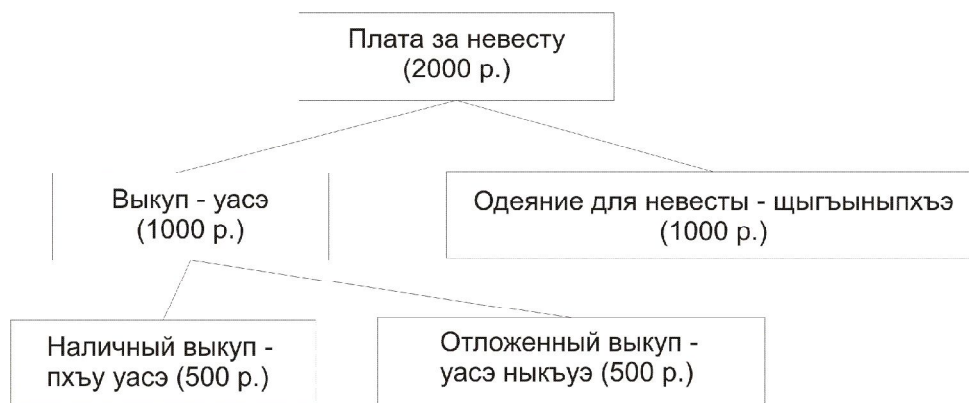 Плата за невесту
(2000 р.)
Выкуп - уасэ
(1000 р.)
Одеяние для невесты - щыгъыныпхъэ
(1000 р.)
Наличный выкуп -
пхъу уасэ (500 р.)
Отложенный выкуп -
уасэ ныкъуэ (500 р.)